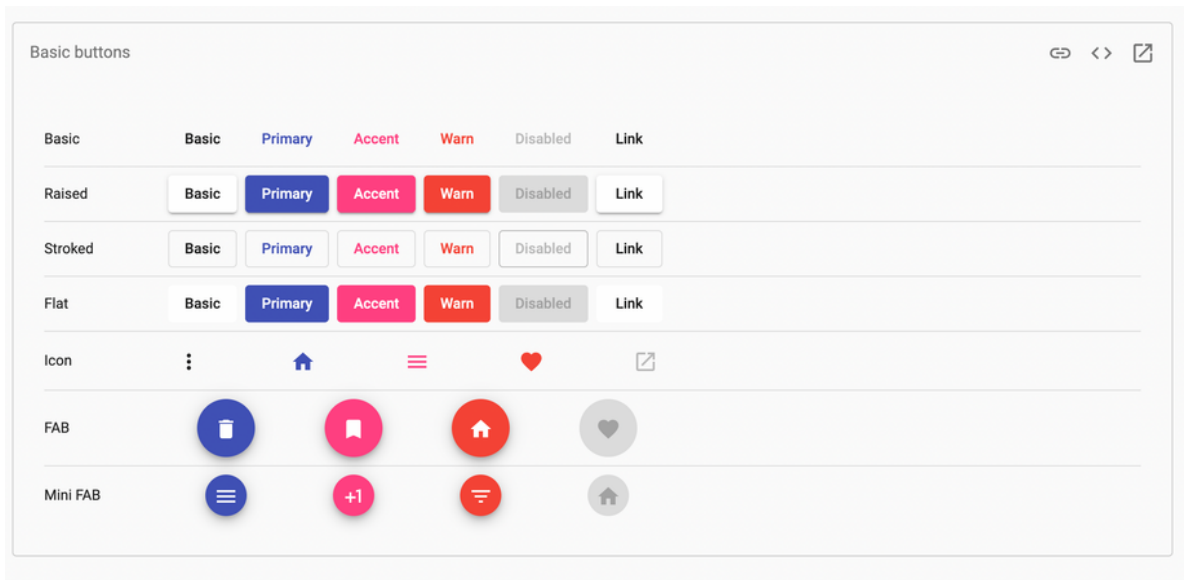 Basic buttons
Basic Basic Primary Accent Warn Disabled Link
Raised Basic Primary Accent Warn Disabled Link
Stroked Basic Primary Accent Warn Disabled Link
Flat Basic Primary Accent Warn Disabled Link
Icon
FAB
Mini FAB +1